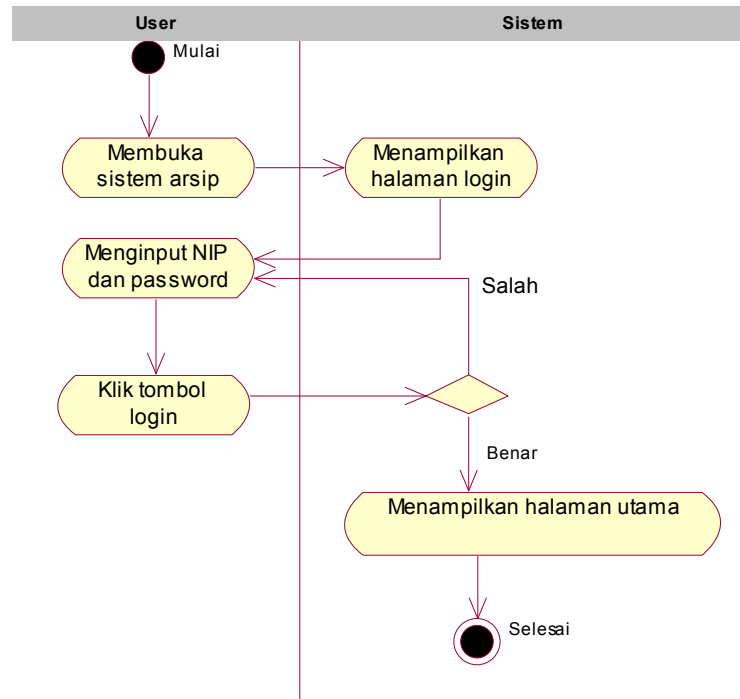 User
Sistem
Mulai
Membuka
sistem arsip
Menampilkan
halaman login
Menginput NIP
dan password
Salah
Klik tombol
login
Benar
Menampilkan halaman utama
Selesai